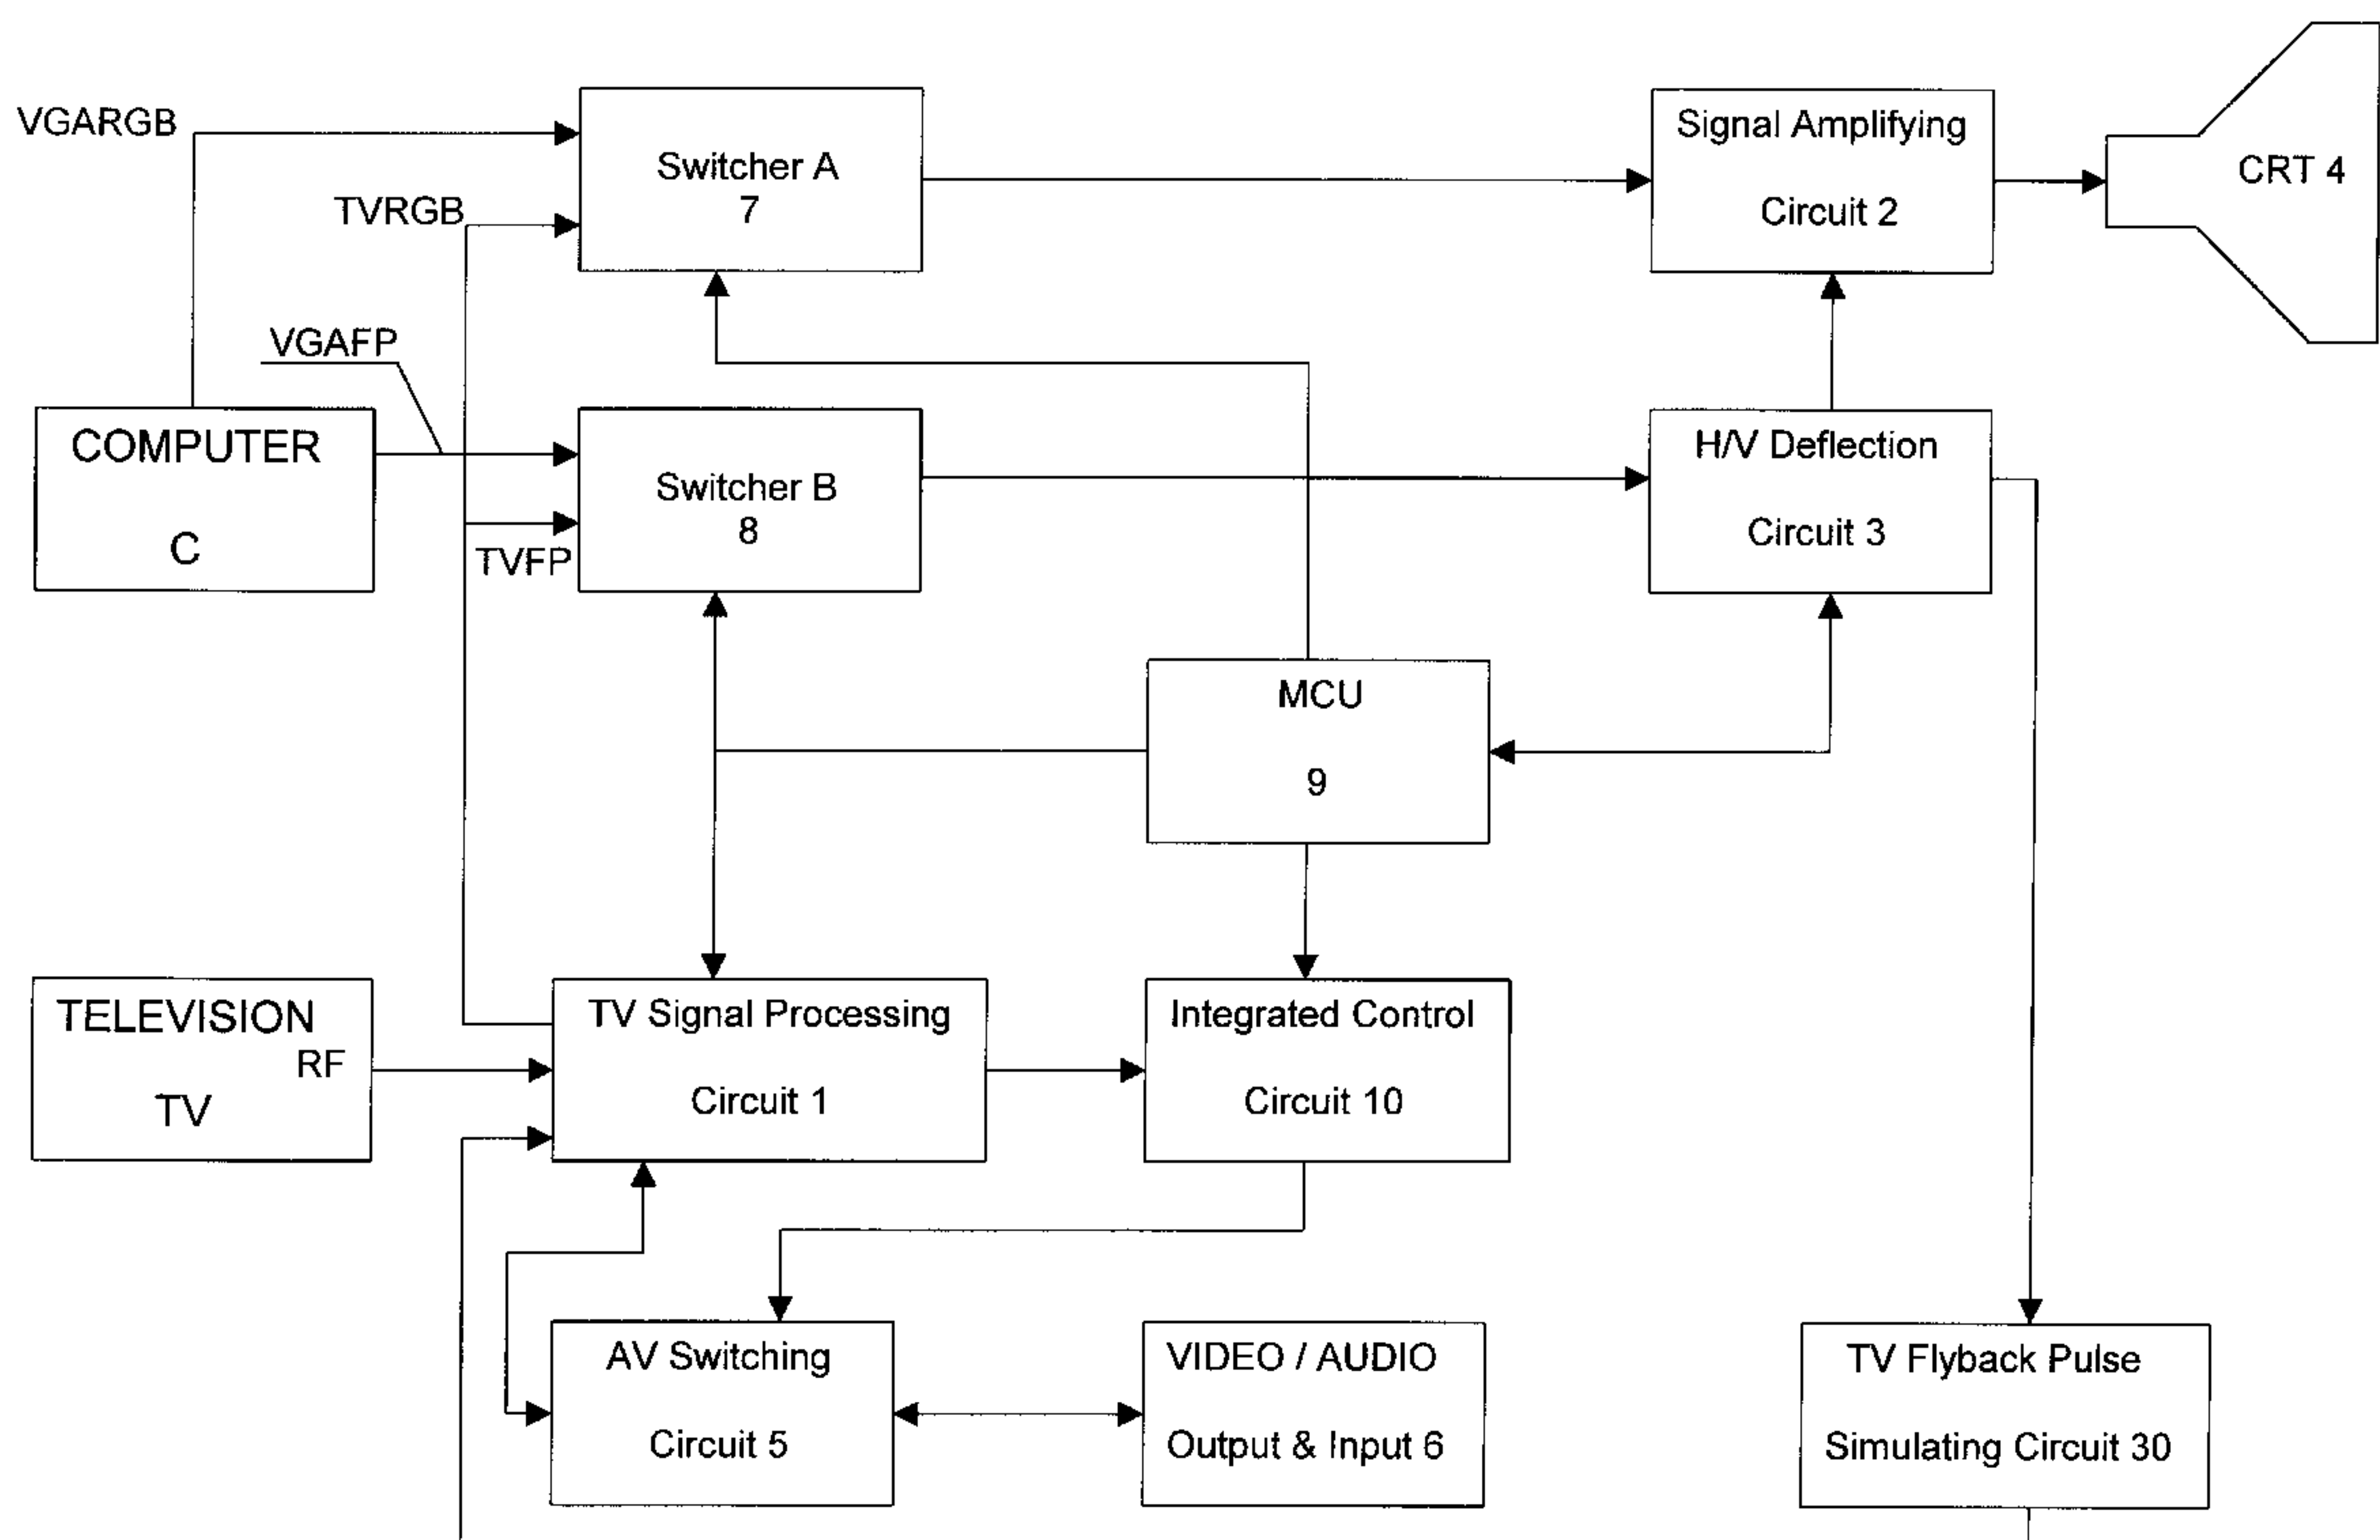 VGARGB
Switcher A
7
Signal Amplifying
Circuit 2
CRT 4
TVRGB
VGAFP
COMPUTER
C
Switcher B
8
TVFP
H/V Deflection
Circuit 3
MCU
9
TELEVISION
RF
TV
TV Signal Processing
Circuit 1
Integrated Control
Circuit 10
AV Switching
Circuit 5
VIDEO / AUDIO
Output & Input 6
TV Flyback Pulse
Simulating Circuit 30